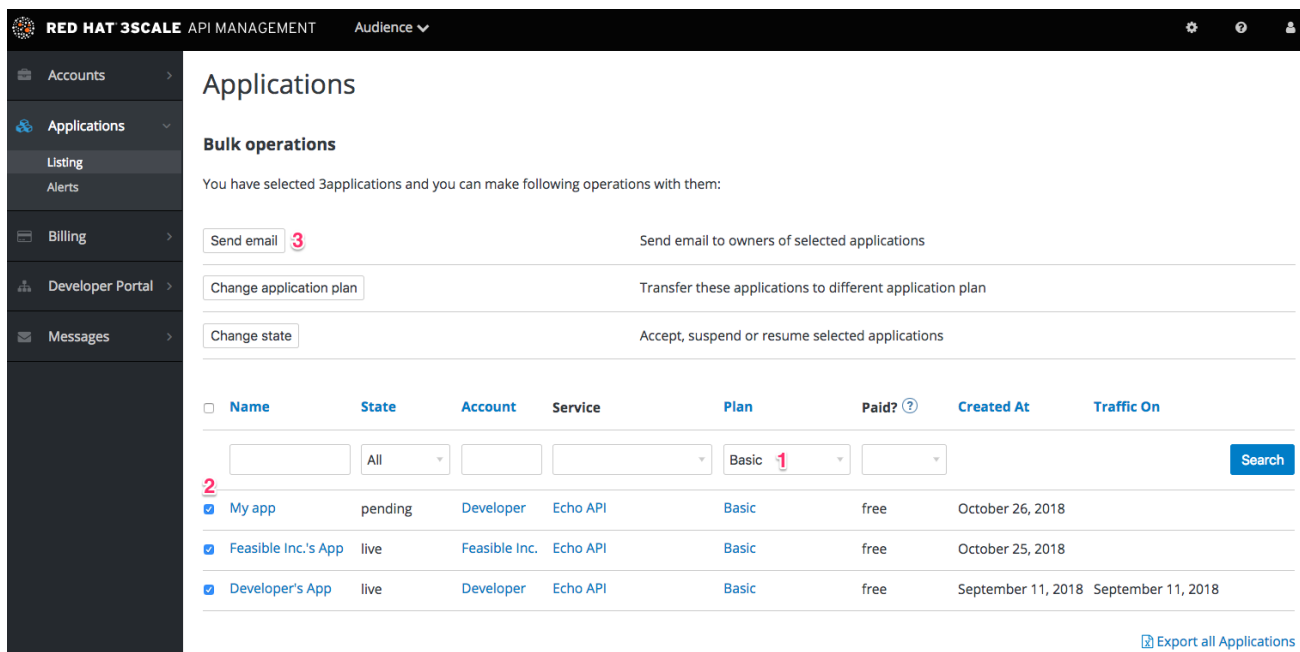 RED HAT 3SCALE API MANAGEMENT Audience
Accounts
Applications
Listing
Alerts
Billing
Developer Portal
Messages
Applications
Bulk operations
You have selected 3applications and you can make following operations with them:
Send email 3 Send email to owners of selected applications
Change application plan Transfer these applications to different application plan
Change state Accept, suspend or resume selected applications
Name State Account Service Plan Paid? ? Created At Traffic On
All Basic 1 Search
2
My app pending Developer Echo API Basic free October 26, 2018
Feasible Inc.'s App live Feasible Inc. Echo API Basic free October 25, 2018
Developer's App live Developer Echo API Basic free September 11, 2018 September 11, 2018
Export all Applications